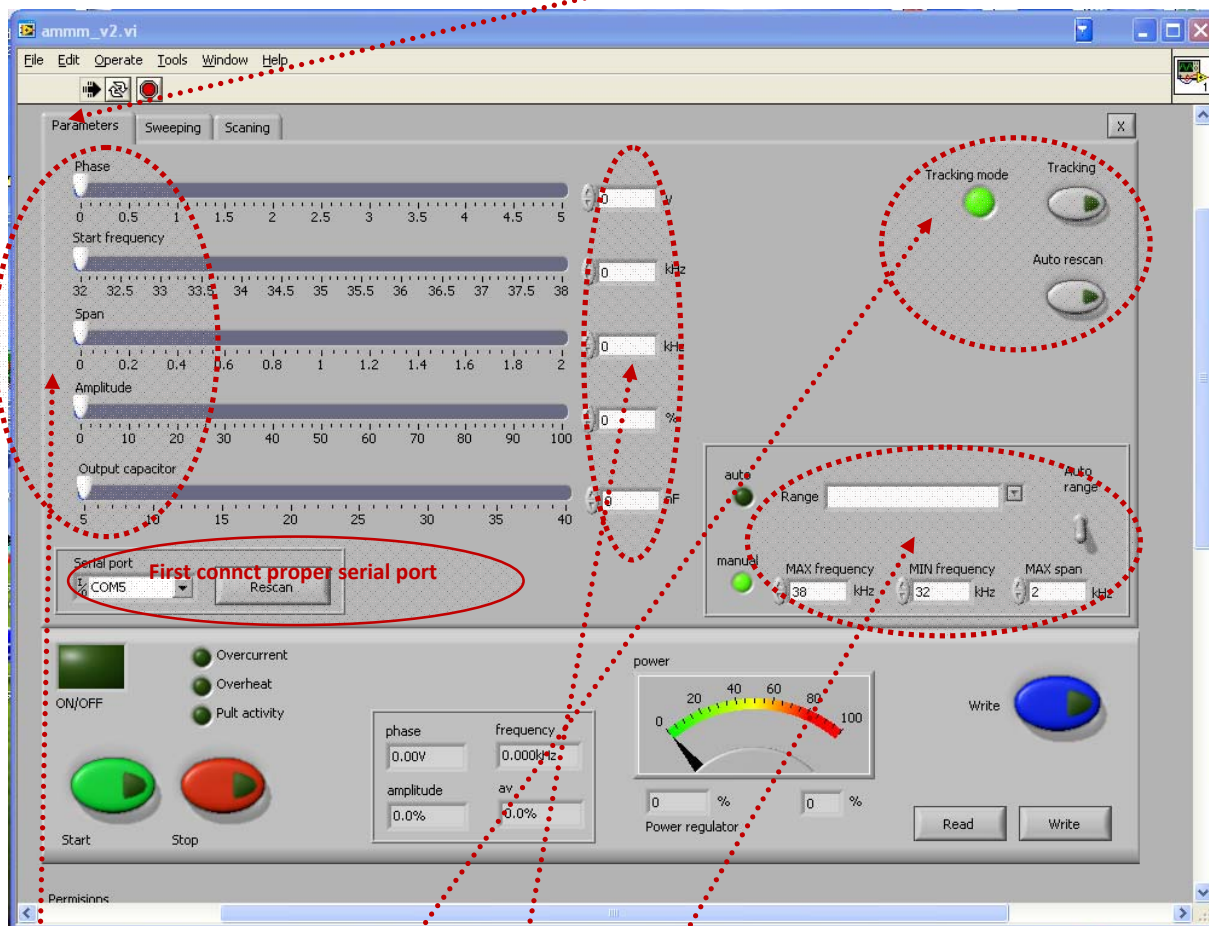 ammm_v2.vi
File Edit Operate Tools Window Help
1
Parameters Sweeping Scaning X
Phase
0 0.5 1 1.5 2 2.5 3 3.5 4 4.5 5
0 v
Tracking mode Tracking
Start frequency
32 32.5 33 33.5 34 34.5 35 35.5 36 36.5 37 37.5 38
0 kHz
Auto rescan
Span
0 0.2 0.4 0.6 0.8 1 1.2 1.4 1.6 1.8 2
0 kHz
Amplitude
0 10 20 30 40 50 60 70 80 90 100
0 %
Output capacitor
5 10 15 20 25 30 35 40
0 nF
auto Range Auto
range
manual MAX frequency MIN frequency MAX span
38 kHz 32 kHz 2 kHz
Serial port
COM5 Rescan
First connct proper serial port
ON/OFF
Overcurrent
Overheat
Pult activity
Start Stop
phase frequency
0.00V 0.000kHz
amplitude av
0.0% 0.0%
power
0 20 40 60 80 100
0 % 0 %
Power regulator
Write
Read Write
Permisions